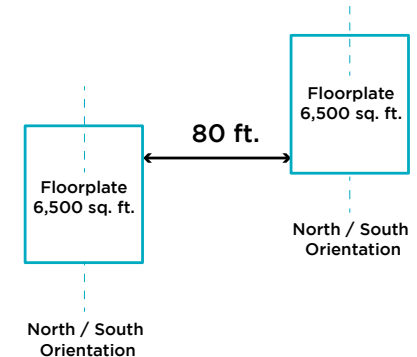 Floorplate
6,500 sq. ft.
80 ft.
Floorplate
6,500 sq. ft.
North / South
Orientation
North / South
Orientation